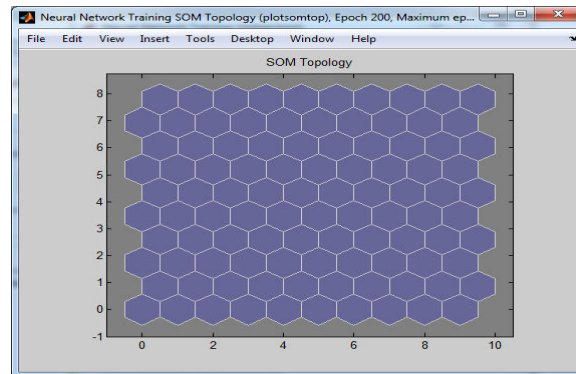 Neural Network Training SOM Topology (plotsomtop), Epoch 200, Maximum ep...
File Edit View Insert Tools Desktop Window Help
SOM Topology
8
7
6
5
4
3
2
1
0
-1
0 2 4 6 8 10